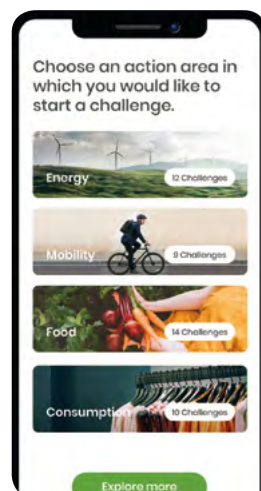 Choose an action area in
which you would like to
start a challenge.
Energy 12 Challenges
Mobility 9 Challenges
Food 14 Challenges
Consumption 10 Challenges
Explore more